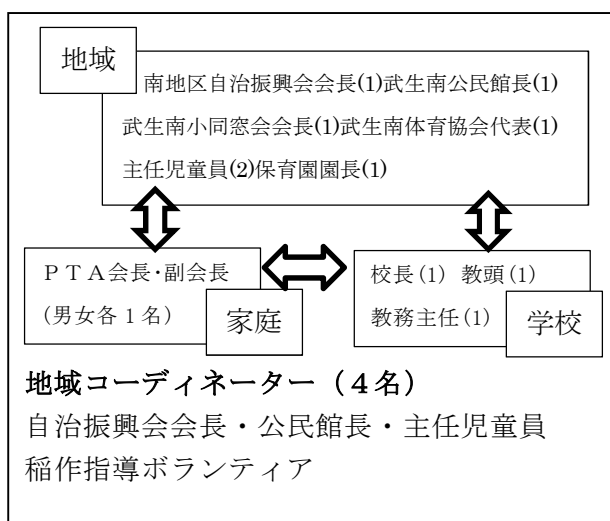 地域
南地区自治振興会会長(1)武生南公民館長(1)
武生南小同窓会会長(1)武生南体育協会代表(1)
主任児童員(2)保育園園長(1)
ＰＴＡ会長・副会長
(男女各１名)
家庭
校長(1) 教頭(1)
教務主任(1)
学校
地域コーディネーター（４名）
自治振興会会長・公民館長・主任児童員
稲作指導ボランティア